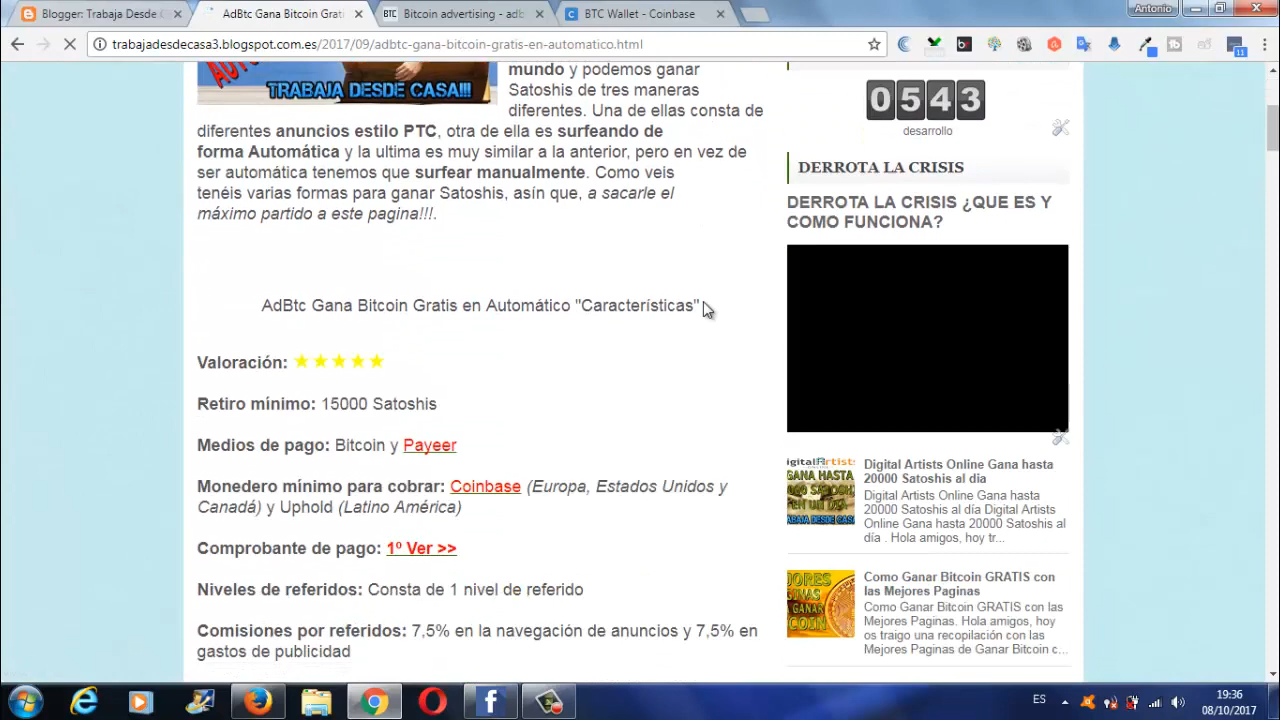 Blogger: Trabaja Desde C
AdBtc Gana Bitcoin Gratis en
Bitcoin advertising - adb
BTC Wallet - Coinbase
Antonio
trabajadesdecasa3.blogspot.com.es/2017/09/adbtc-gana-bitcoin-gratis-en-automatico.html
11
TRABAJA DESDE CASA!!!
mundo y podemos ganar
Satoshis de tres maneras
diferentes. Una de ellas consta de
diferentes anuncios estilo PTC, otra de ella es surfeando de
forma Automática y la ultima es muy similar a la anterior, pero en vez de
ser automática tenemos que surfear manualmente. Como veis
tenéis varias formas para ganar Satoshis, asín que, a sacarle el
máximo partido a este pagina!!!.
AdBtc Gana Bitcoin Gratis en Automático "Características"
Valoración: ★★★★★
Retiro mínimo: 15000 Satoshis
Medios de pago: Bitcoin y Payeer
Monedero mínimo para cobrar: Coinbase (Europa, Estados Unidos y
Canadá) y Uphold (Latino América)
Comprobante de pago: 1º Ver >>
Niveles de referidos: Consta de 1 nivel de referido
Comisiones por referidos: 7,5% en la navegación de anuncios y 7,5% en
gastos de publicidad
0543
desarrollo
DERROTA LA CRISIS
DERROTA LA CRISIS ¿QUE ES Y
COMO FUNCIONA?
Digital Artists Online Gana hasta
20000 Satoshis al dia
Digital Artists Online Gana hasta
20000 Satoshis al día Digital Artists
Online Gana hasta 20000 Satoshis al
día . Hola amigos, hoy tr...
Como Ganar Bitcoin GRATIS con
las Mejores Paginas
Como Ganar Bitcoin GRATIS con las
Mejores Paginas. Hola amigos, hoy
os traigo una recopilación con las
Mejores Paginas de Ganar Bitcoin c...
ES
19:36
08/10/2017